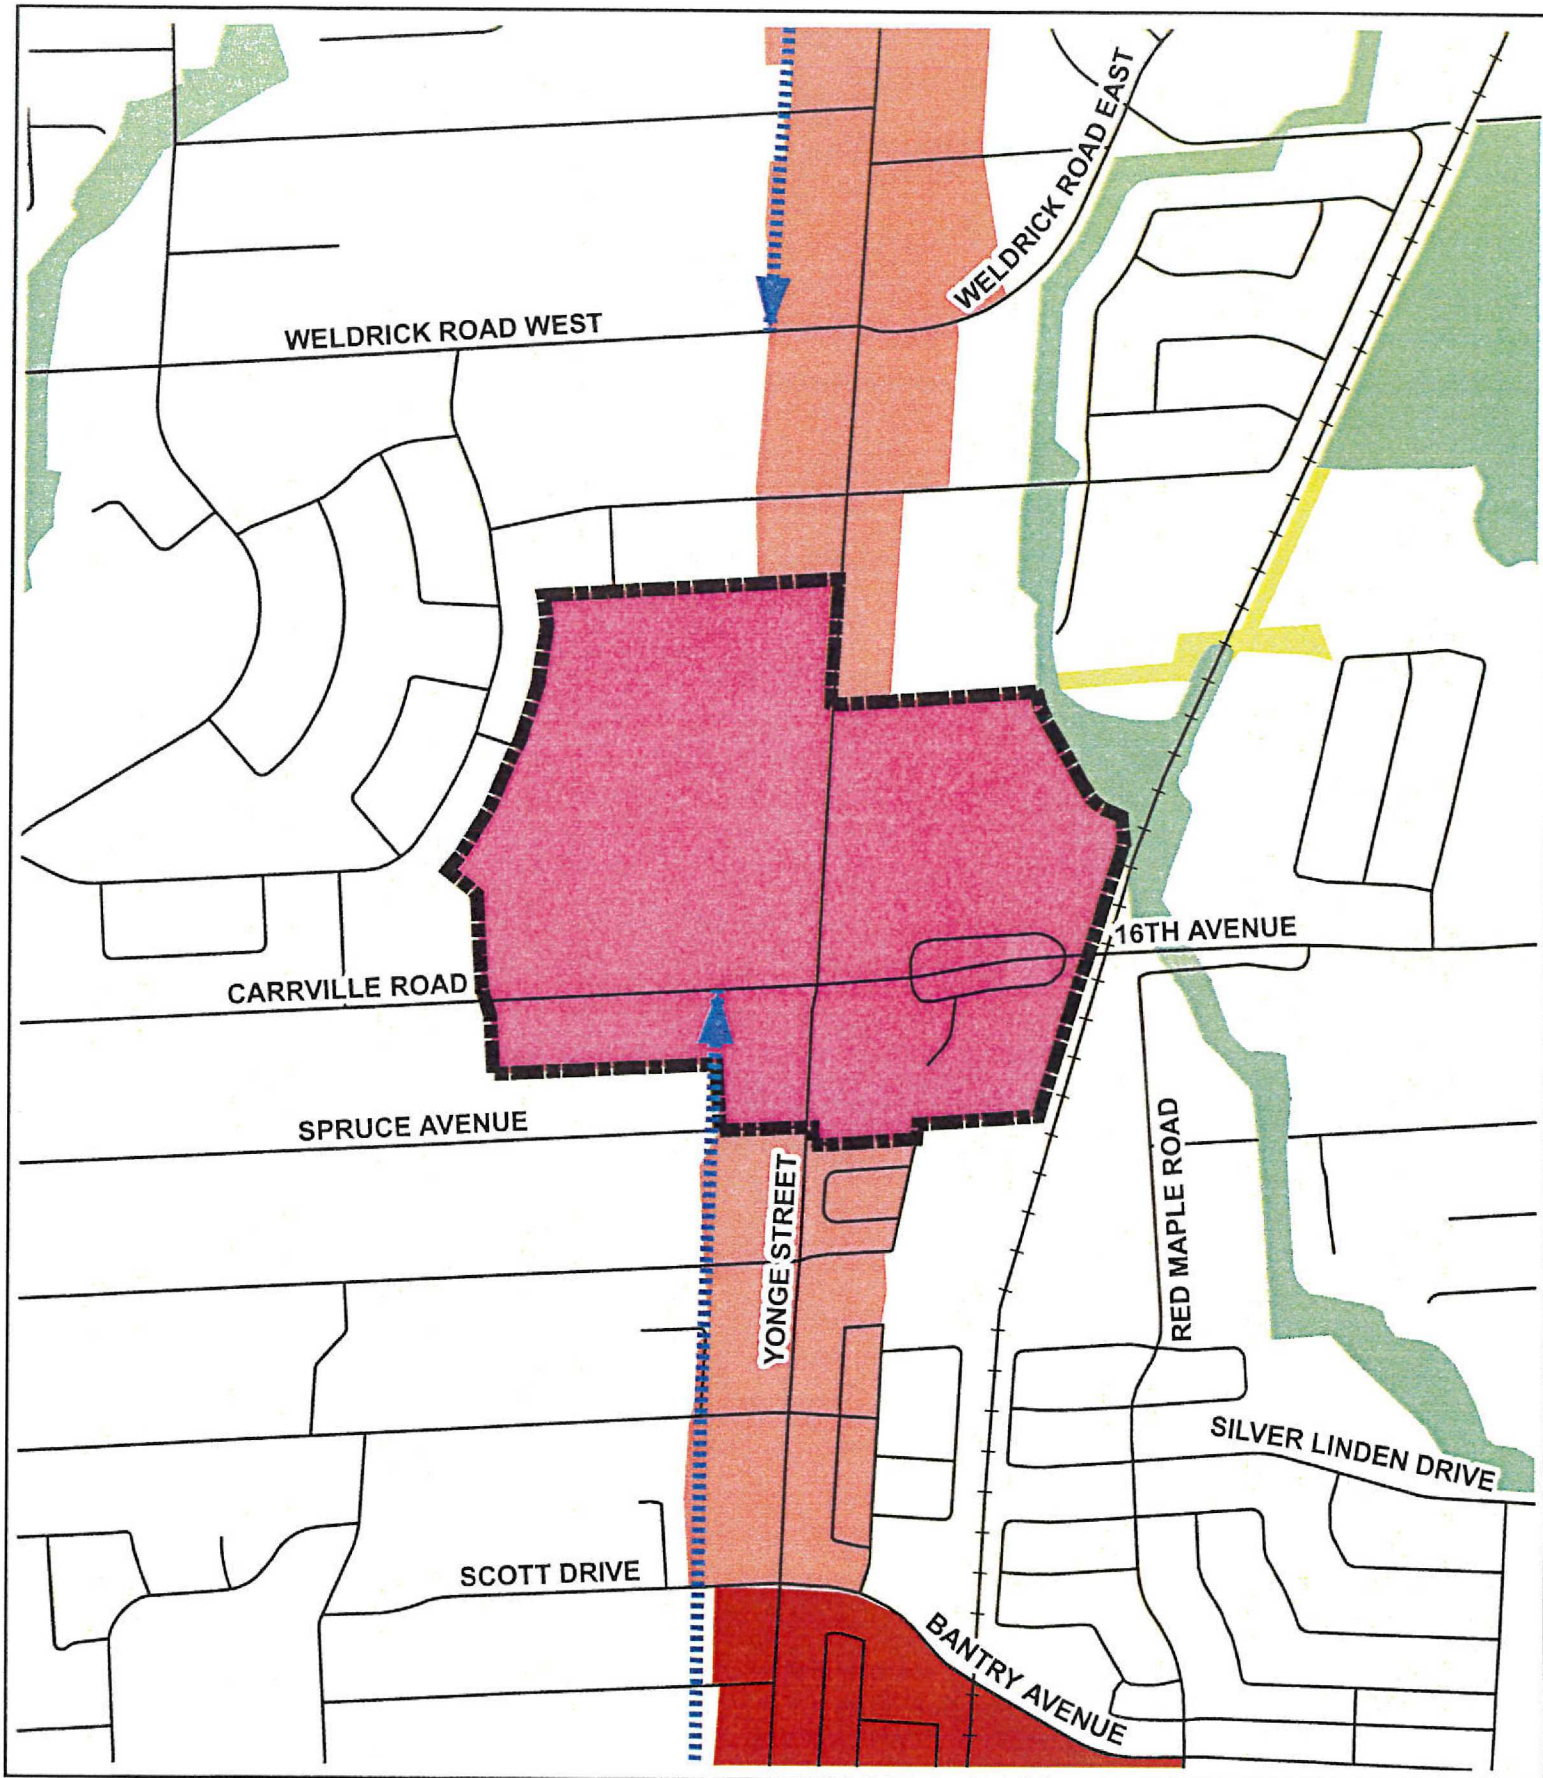 WELDRICK ROAD EAST
WELDRICK ROAD WEST
16TH AVENUE
CARRVILLE ROAD
SPRUCE AVENUE
YONGE STREET
RED MAPLE ROAD
SILVER LINDEN DRIVE
SCOTT DRIVE
BANTRY AVENUE